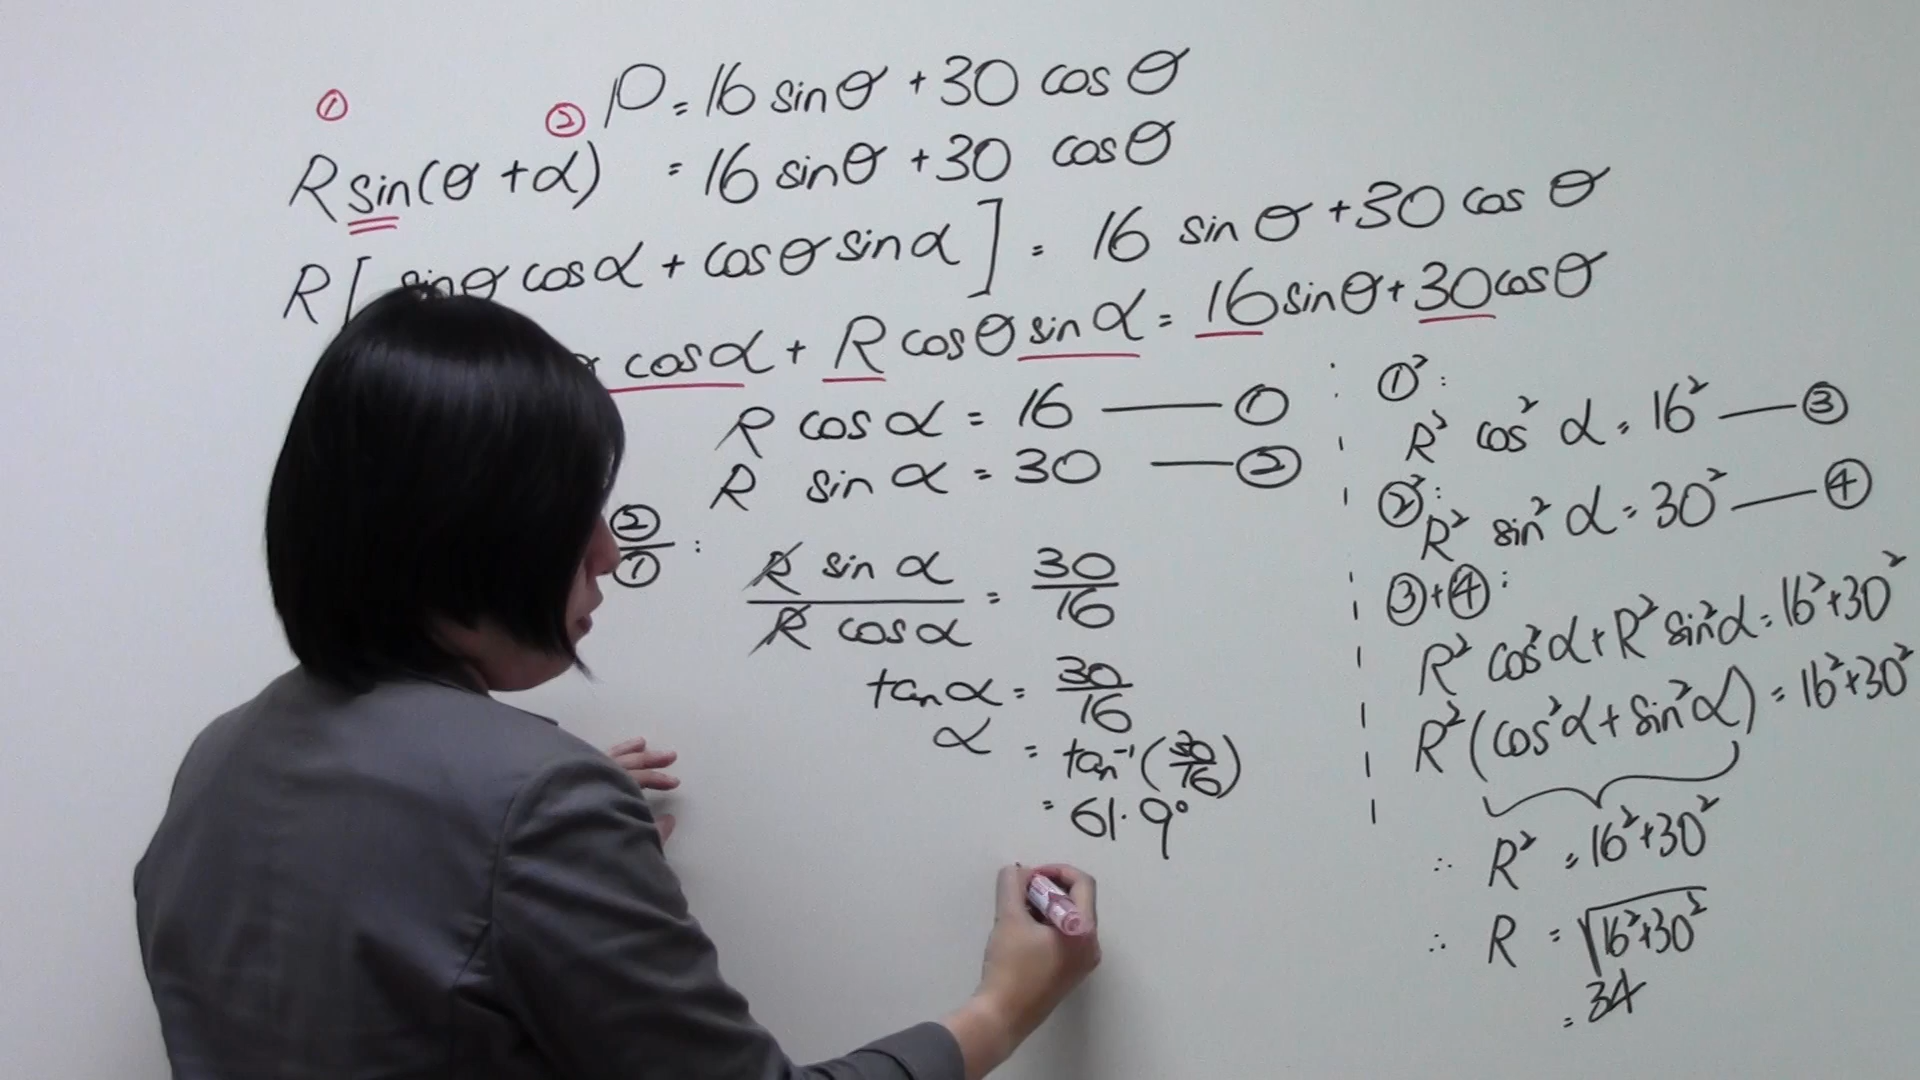 ① ② P = 16 sinθ + 30 cosθ
R sin(θ + α) = 16 sinθ + 30 cosθ
R[ sinθ cosα + cosθ sinα ] = 16 sinθ + 30 cosθ
cosα + R cosθ sinα = 16 sinθ + 30 cosθ
R cosα = 16 —— ①
R sinα = 30 —— ②
②/① :
R sinα / R cosα = 30/16
tanα = 30/16
α = tan⁻¹(30/16)
= 61.9°
①² :
R² cos² α = 16² —— ③
②² :
R² sin² α = 30² —— ④
③+④ :
R² cos²α + R² sin²α = 16²+30²
R²(cos²α + sin²α) = 16²+30²
∴ R² = 16²+30²
∴ R = √(16²+30²)
= 34